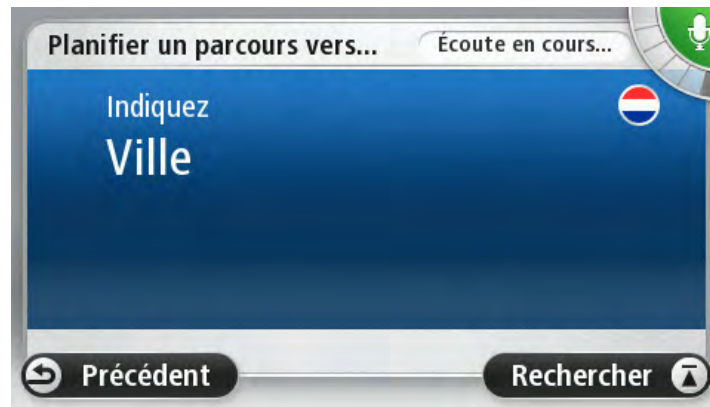 Planifier un parcours vers... Écoute en cours...
Indiquez
Ville
Précédent Rechercher